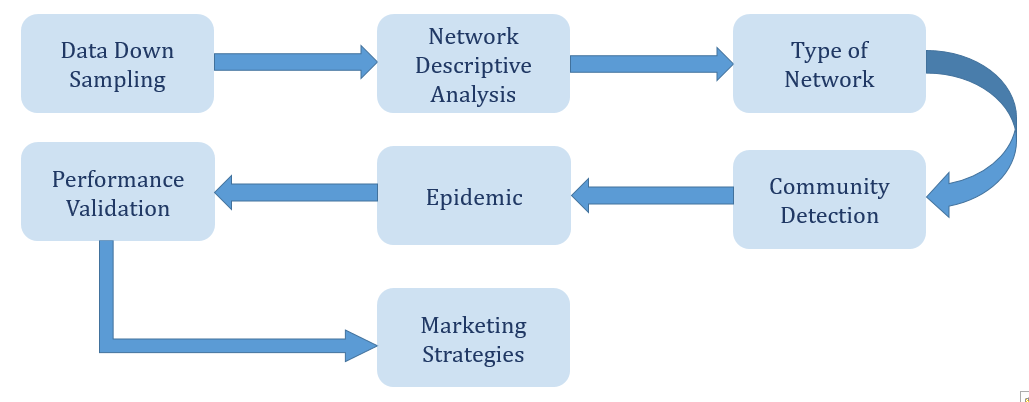 Data Down
Sampling
Network
Descriptive
Analysis
Type of
Network
Community
Detection
Epidemic
Performance
Validation
Marketing
Strategies